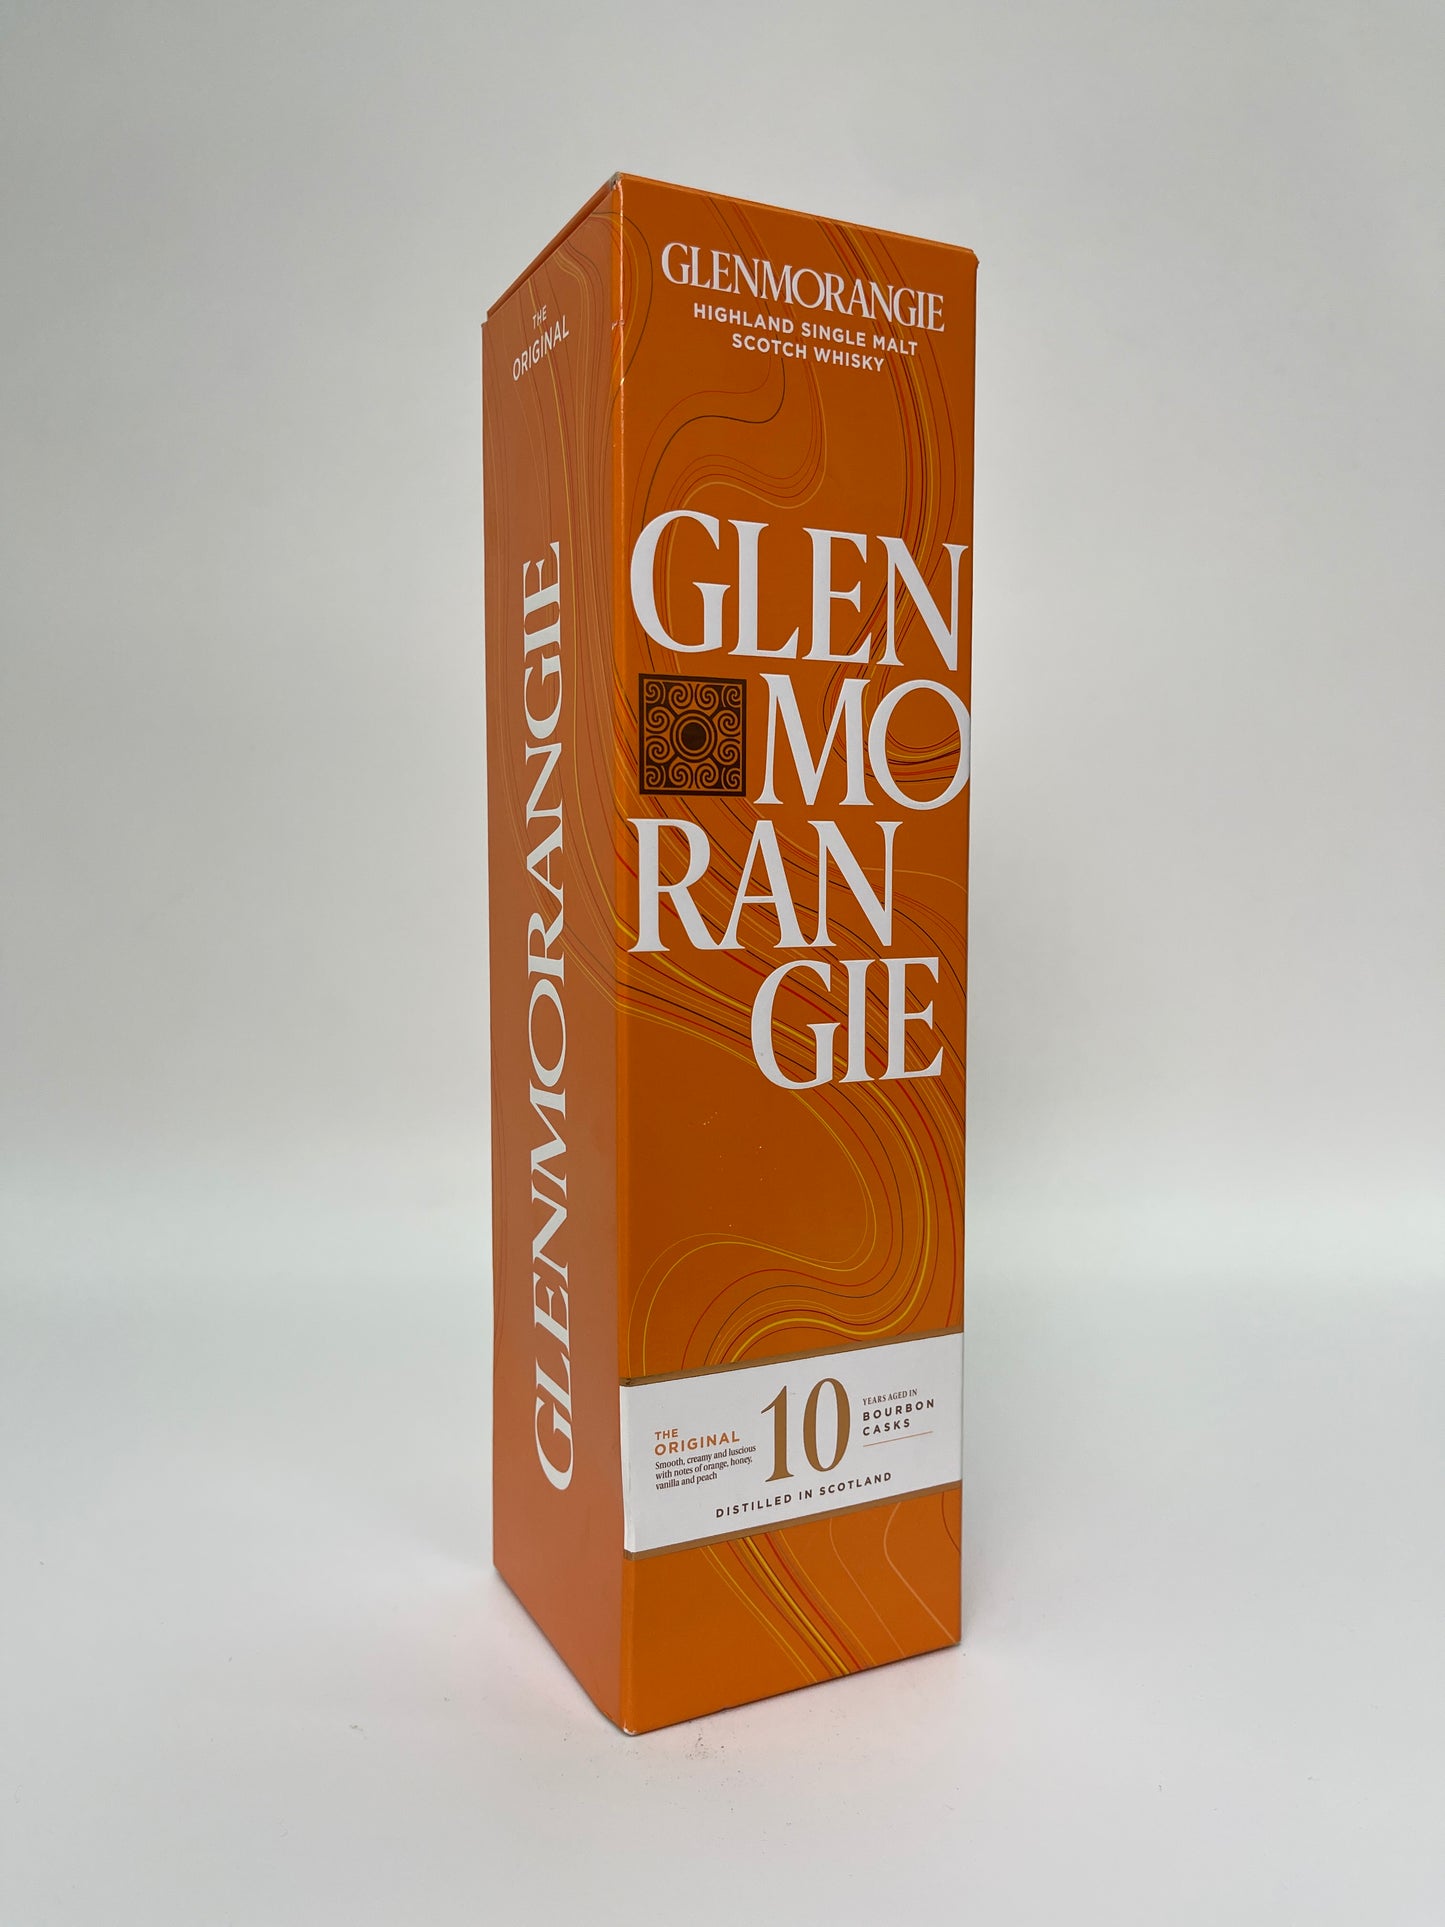 THE
ORIGINAL
GLENMORANGIE
GLENMORANGIE
HIGHLAND SINGLE MALT
SCOTCH WHISKY
GLEN
MO
RAN
GIE
THE
ORIGINAL
Smooth, creamy and luscious
with notes of orange, honey,
vanilla and peach
10
YEARS AGED IN
BOURBON
CASKS
DISTILLED IN SCOTLAND